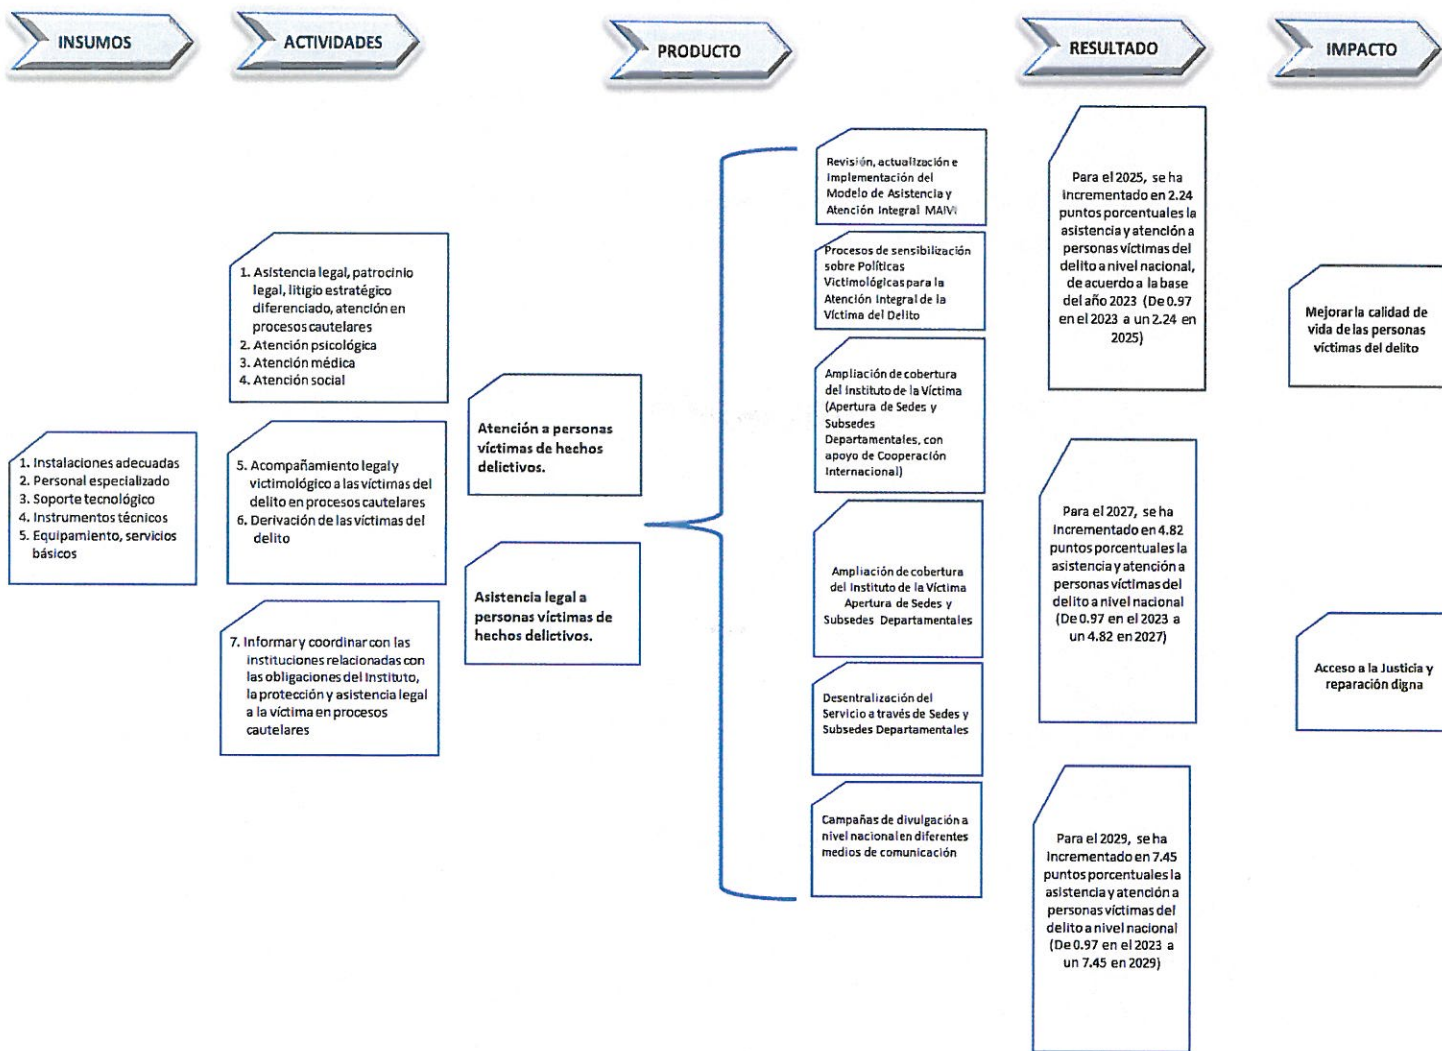 INSUMOS
ACTIVIDADES
PRODUCTO
RESULTADO
IMPACTO
1. Instalaciones adecuadas
2. Personal especializado
3. Soporte tecnológico
4. Instrumentos técnicos
5. Equipamiento, servicios
básicos
1. Asistencia legal, patrocinio
legal, litigio estratégico
diferenciado, atención en
procesos cautelares
2. Atención psicológica
3. Atención médica
4. Atención social
5. Acompañamiento legal y
victimológico a las víctimas del
delito en procesos cautelares
6. Derivación de las víctimas del
delito
7. Informar y coordinar con las
instituciones relacionadas con
las obligaciones del Instituto,
la protección y asistencia legal
a la víctima en procesos
cautelares
Atención a personas
víctimas de hechos
delictivos.
Asistencia legal a
personas víctimas de
hechos delictivos.
Revisión, actualización e
implementación del
Modelo de Asistencia y
Atención Integral MAIVI
Procesos de sensibilización
sobre Políticas
Victimológicas para la
Atención Integral de la
Víctima del Delito
Ampliación de cobertura
del Instituto de la Víctima
(Apertura de Sedes y
Subsedes
Departamentales, con
apoyo de Cooperación
Internacional)
Ampliación de cobertura
del Instituto de la Víctima
Apertura de Sedes y
Subsedes Departamentales
Desentralización del
Servicio a través de Sedes y
Subsedes Departamentales
Campañas de divulgación a
nivel nacional en diferentes
medios de comunicación
Para el 2025, se ha
incrementado en 2.24
puntos porcentuales la
asistencia y atención a
personas víctimas del
delito a nivel nacional,
de acuerdo a la base
del año 2023 (De 0.97
en el 2023 a un 2.24 en
2025)
Para el 2027, se ha
incrementado en 4.82
puntos porcentuales la
asistencia y atención a
personas víctimas del
delito a nivel nacional
(De 0.97 en el 2023 a
un 4.82 en 2027)
Para el 2029, se ha
incrementado en 7.45
puntos porcentuales la
asistencia y atención a
personas víctimas del
delito a nivel nacional
(De 0.97 en el 2023 a
un 7.45 en 2029)
Mejorar la calidad de
vida de las personas
víctimas del delito
Acceso a la Justicia y
reparación digna